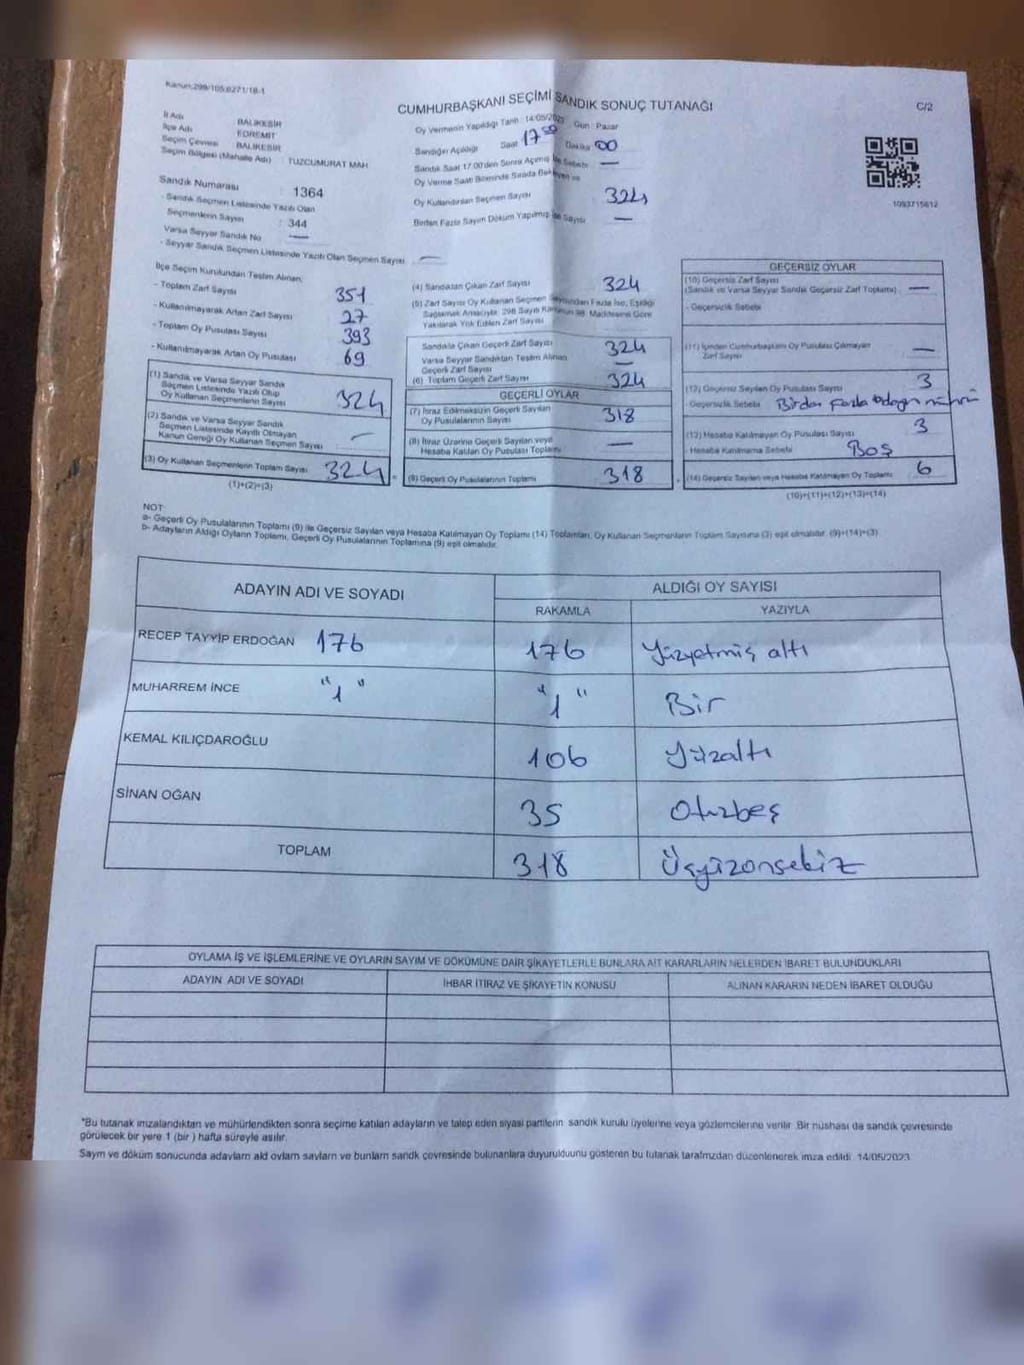 Kanun:298/105,6271/18-1
CUMHURBAŞKANI SEÇİMİ SANDIK SONUÇ TUTANAĞI
C/2
İl Adı : BALIKESİR
İlçe Adı : EDREMİT
Seçim Çevresi : BALIKESİR
Seçim Bölgesi (Mahalle Adı) : TUZCUMURAT MAH.
Oy Vermenin Yapıldığı Tarih : 14/05/2023 Gün : Pazar
Sandığın Açıldığı Saat 17 00 Dakika 00
Sandık Saat 17:00'den Sonra Açılmış İse Sebebi —
Oy Verme Saati Bitiminde Sırada Bekleyen ve
Oy Kullandırılan Seçmen Sayısı 324
Birden Fazla Sayım Döküm Yapılmış İse Sayısı —
1093715612
Sandık Numarası : 1364
- Sandık Seçmen Listesinde Yazılı Olan
Seçmenlerin Sayısı : 344
Varsa Seyyar Sandık No —
- Seyyar Sandık Seçmen Listesinde Yazılı Olan Seçmen Sayısı —
İlçe Seçim Kurulundan Teslim Alınan;
- Toplam Zarf Sayısı 351
- Kullanılmayarak Artan Zarf Sayısı 27
- Toplam Oy Pusulası Sayısı 393
- Kullanılmayarak Artan Oy Pusulası 69
(1) Sandık ve Varsa Seyyar Sandık
Seçmen Listesinde Yazılı Olup
Oy Kullanan Seçmenlerin Sayısı 324
(2) Sandık ve Varsa Seyyar Sandık
Seçmen Listesinde Kayıtlı Olmayan
Kanun Gereği Oy Kullanan Seçmen Sayısı —
(3) Oy Kullanan Seçmenlerin Toplam Sayısı 324
(1)+(2)=(3)
(4) Sandıktan Çıkan Zarf Sayısı 324
(5) Zarf Sayısı Oy Kullanan Seçmen Sayısından Fazla İse, Eşitliği
Sağlamak Amacıyla; 298 Sayılı Kanunun 98. Maddesine Göre
Yakılarak Yok Edilen Zarf Sayısı
Sandıkta Çıkan Geçerli Zarf Sayısı 324
Varsa Seyyar Sandıktan Teslim Alınan
Geçerli Zarf Sayısı —
(6) Toplam Geçerli Zarf Sayısı 324
GEÇERLİ OYLAR
(7) İtiraz Edilmeksizin Geçerli Sayılan
Oy Pusulalarının Sayısı 318
(8) İtiraz Üzerine Geçerli Sayılan veya
Hesaba Katılan Oy Pusulası Toplamı —
(9) Geçerli Oy Pusulalarının Toplamı 318
GEÇERSİZ OYLAR
(10) Geçersiz Zarf Sayısı
(Sandık ve Varsa Seyyar Sandık Geçersiz Zarf Toplamı) : —
- Geçersizlik Sebebi
(11) İçinden Cumhurbaşkanı Oy Pusulası Çıkmayan
Zarf Sayısı —
(12) Geçersiz Sayılan Oy Pusulası Sayısı 3
- Geçersizlik Sebebi Birden fazla adaya mühür
(13) Hesaba Katılmayan Oy Pusulası Sayısı 3
- Hesaba Katılmama Sebebi Boş
(14) Geçersiz Sayılan veya Hesaba Katılmayan Oy Toplamı 6
(10)+(11)+(12)+(13)=(14)
NOT:
a- Geçerli Oy Pusulalarının Toplamı (9) ile Geçersiz Sayılan veya Hesaba Katılmayan Oy Toplamı (14) Toplamları, Oy Kullanan Seçmenlerin Toplam Sayısına (3) eşit olmalıdır. (9)+(14)=(3)
b- Adayların Aldığı Oyların Toplamı, Geçerli Oy Pusulalarının Toplamına (9) eşit olmalıdır.
ADAYIN ADI VE SOYADI
ALDIĞI OY SAYISI
RAKAMLA YAZIYLA
RECEP TAYYİP ERDOĞAN 176 176 Yüzyetmiş altı
MUHARREM İNCE "1" "1" Bir
KEMAL KILIÇDAROĞLU 106 Yüzaltı
SİNAN OĞAN 35 Otuzbeş
TOPLAM 318 Üçyüzonsekiz
OYLAMA İŞ VE İŞLEMLERİNE VE OYLARIN SAYIM VE DÖKÜMÜNE DAİR ŞİKAYETLERLE BUNLARA AİT KARARLARIN NELERDEN İBARET BULUNDUKLARI
ADAYIN ADI VE SOYADI İHBAR İTİRAZ VE ŞİKAYETİN KONUSU ALINAN KARARIN NEDEN İBARET OLDUĞU
*Bu tutanak imzalandıktan ve mühürlendikten sonra seçime katılan adayların ve talep eden siyasi partilerin sandık kurulu üyelerine veya gözlemcilerine verilir. Bir nüshası da sandık çevresinde
görülecek bir yere 1 (bir ) hafta süreyle asılır.
Sayım ve döküm sonucunda adayların aldı oyların sayıların ve bunların sandık çevresinde bulunanlara duyurulduunu gösteren bu tutanak tarafımızdan düzenlenerek imza edildi. 14/05/2023